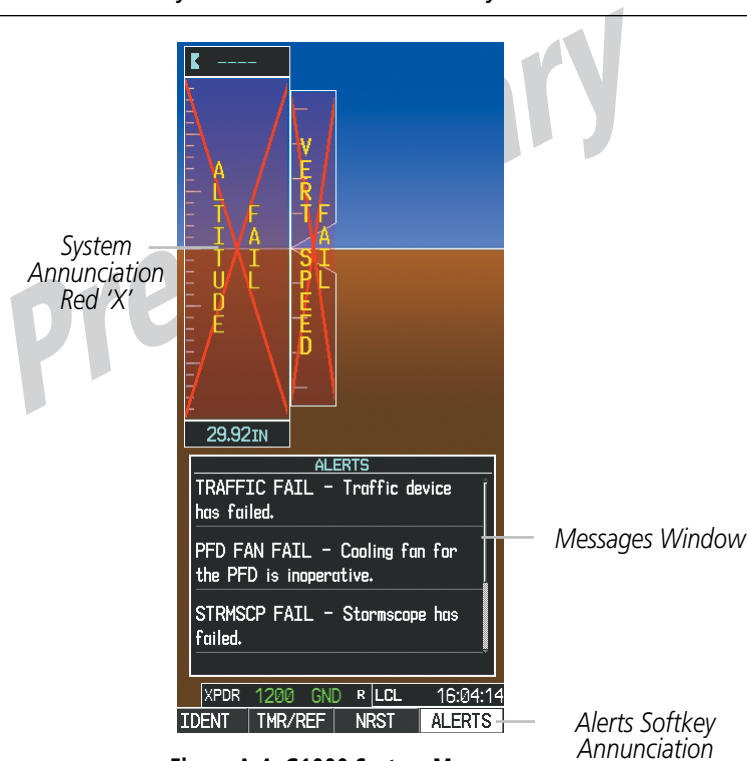 ----
ALTITUDE FAIL
VERT SPEED FAIL
System
Annunciation
Red ‘X’
29.92IN
ALERTS
TRAFFIC FAIL – Traffic device
has failed.
PFD FAN FAIL – Cooling fan for
the PFD is inoperative.
STRMSCP FAIL – Stormscope has
failed.
Messages Window
XPDR 1200 GND R LCL 16:04:14
IDENT TMR/REF NRST ALERTS
Alerts Softkey
Annunciation